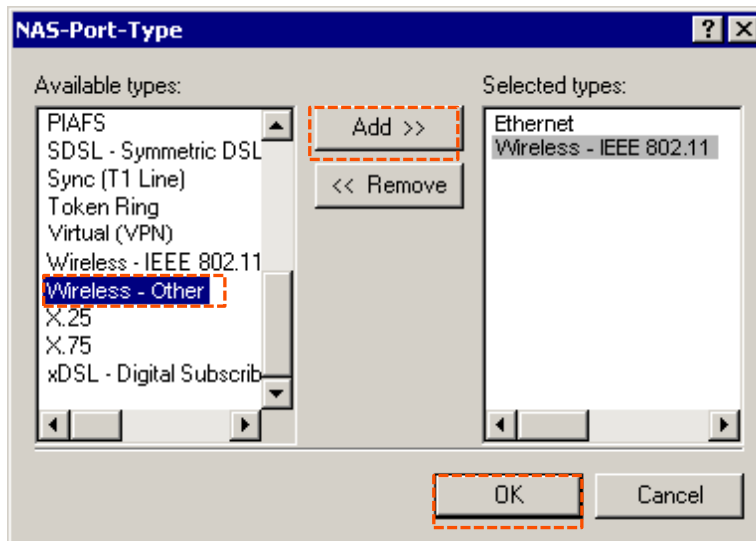 NAS-Port-Type
Available types:
Selected types:
PIAFS
SDSL - Symmetric DSL
Sync (T1 Line)
Token Ring
Virtual (VPN)
Wireless - IEEE 802.11
Wireless - Other
X.25
X.75
xDSL - Digital Subscrib
Add >>
<< Remove
Ethernet
Wireless - IEEE 802.11
OK
Cancel